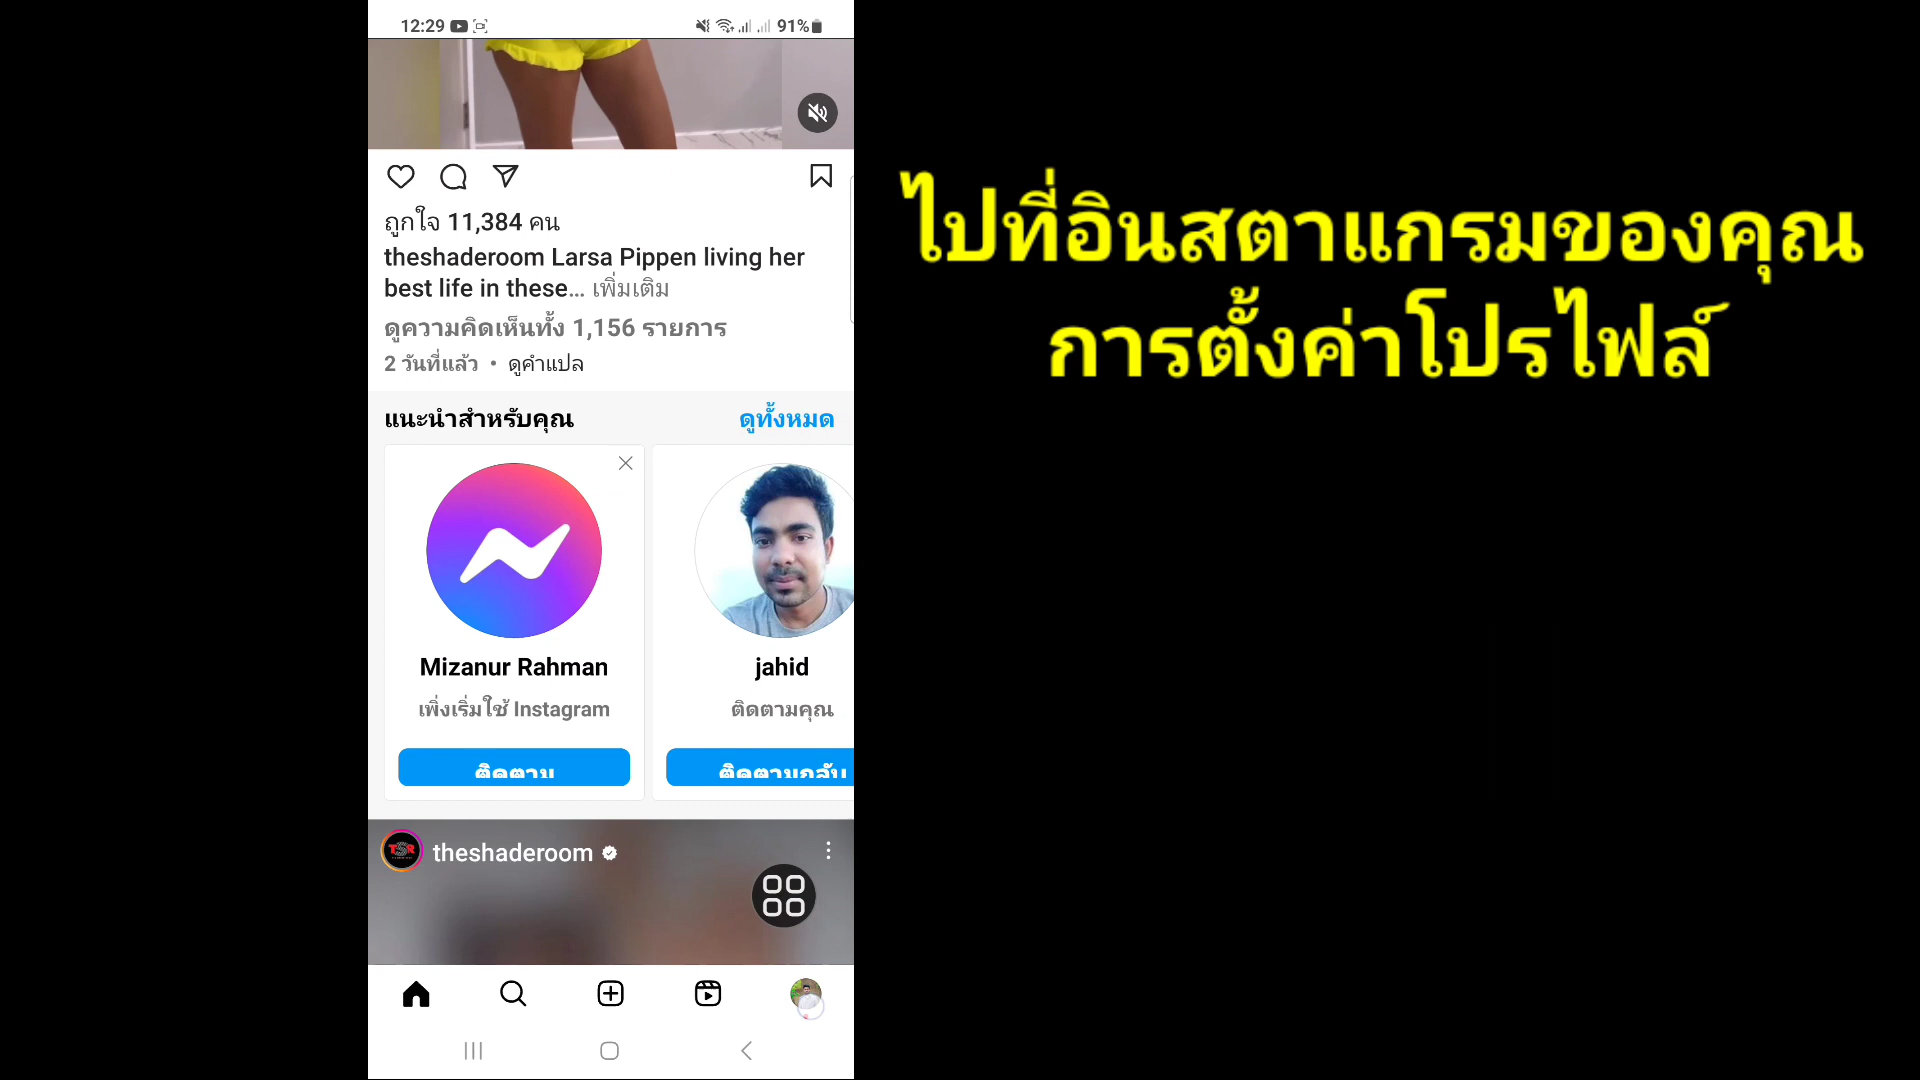 12:29
91%
ไปที่อินสตาแกรมของคุณ
การตั้งค่าโปรไฟล์
ถูกใจ 11,384 คน
theshaderoom Larsa Pippen living her
best life in these... เพิ่มเติม
ดูความคิดเห็นทั้ง 1,156 รายการ
2 วันที่แล้ว • ดูคำแปล
แนะนำสำหรับคุณ
ดูทั้งหมด
Mizanur Rahman
jahid
เพิ่งเริ่มใช้ Instagram
ติดตามคุณ
ติดตาม
ติดตามกลับ
TSR
theshaderoom